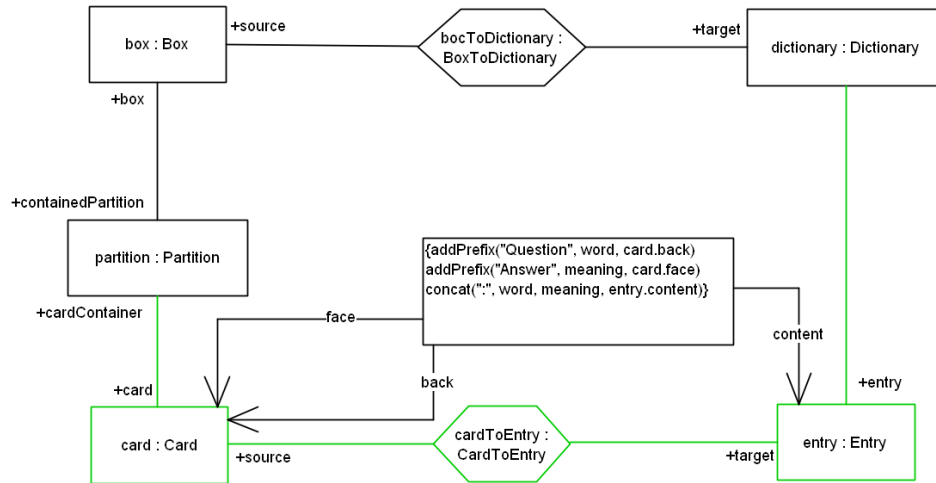 +source
bocToDictionary :
BoxToDictionary
+target
box : Box
dictionary : Dictionary
+box
+containedPartition
partition : Partition
{addPrefix("Question", word, card.back)
addPrefix("Answer", meaning, card.face)
concat(":", word, meaning, entry.content)}
+cardContainer
face
content
back
+card
+entry
card : Card
cardToEntry :
CardToEntry
entry : Entry
+source
+target